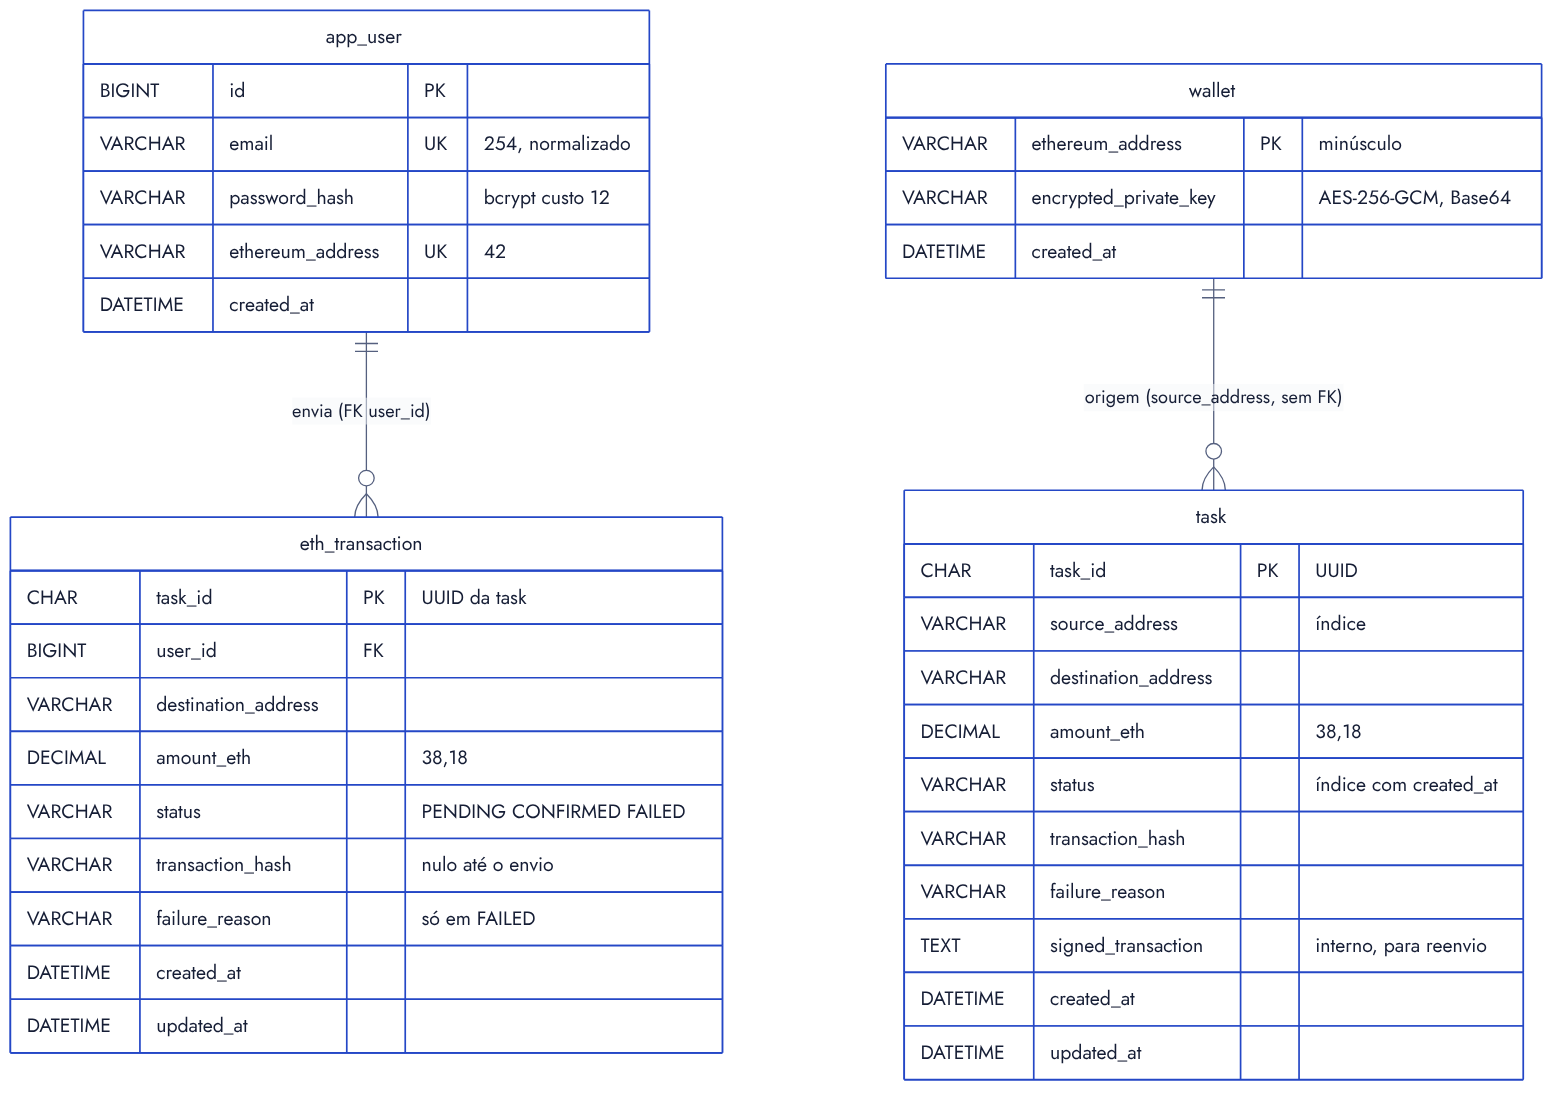 app_user
BIGINT id PK
VARCHAR email UK 254, normalizado
VARCHAR password_hash bcrypt custo 12
VARCHAR ethereum_address UK 42
DATETIME created_at
envia (FK user_id)
eth_transaction
CHAR task_id PK UUID da task
BIGINT user_id FK
VARCHAR destination_address
DECIMAL amount_eth 38,18
VARCHAR status PENDING CONFIRMED FAILED
VARCHAR transaction_hash nulo até o envio
VARCHAR failure_reason só em FAILED
DATETIME created_at
DATETIME updated_at
wallet
VARCHAR ethereum_address PK minúsculo
VARCHAR encrypted_private_key AES-256-GCM, Base64
DATETIME created_at
origem (source_address, sem FK)
task
CHAR task_id PK UUID
VARCHAR source_address índice
VARCHAR destination_address
DECIMAL amount_eth 38,18
VARCHAR status índice com created_at
VARCHAR transaction_hash
VARCHAR failure_reason
TEXT signed_transaction interno, para reenvio
DATETIME created_at
DATETIME updated_at